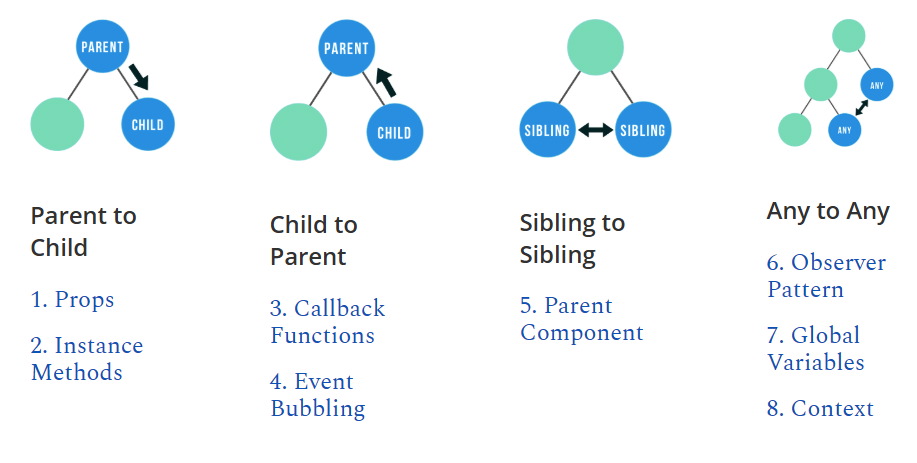 PARENT
CHILD
Parent to
Child
1. Props
2. Instance
Methods
PARENT
CHILD
Child to
Parent
3. Callback
Functions
4. Event
Bubbling
SIBLING
SIBLING
Sibling to
Sibling
5. Parent
Component
ANY
ANY
Any to Any
6. Observer
Pattern
7. Global
Variables
8. Context